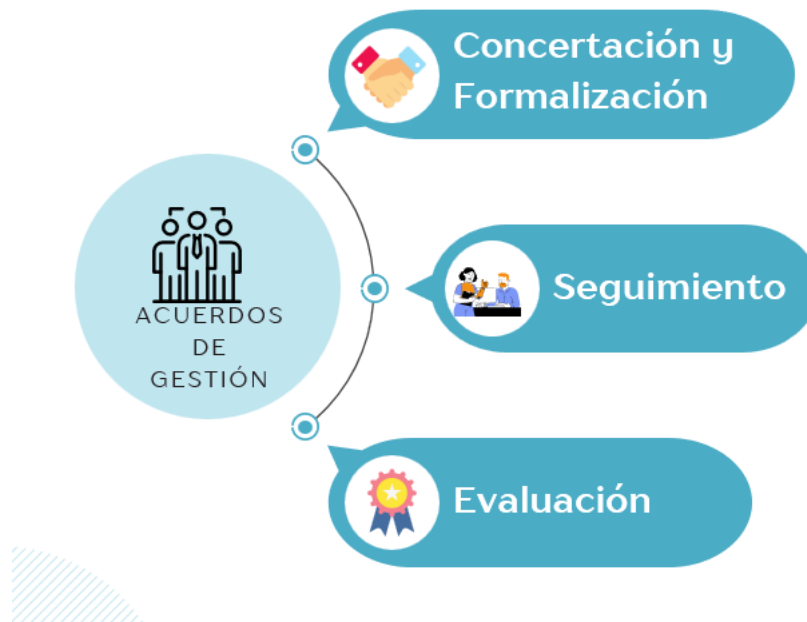 Concertación y
Formalización
ACUERDOS
DE
GESTIÓN
Seguimiento
Evaluación